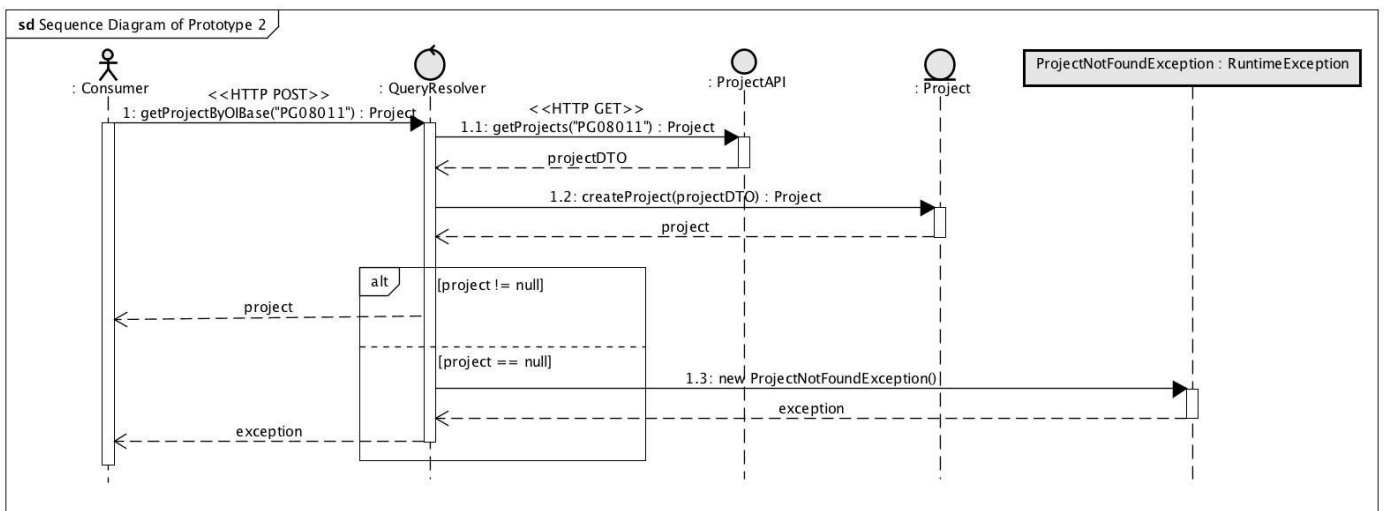 sd Sequence Diagram of Prototype 2
: Consumer
: QueryResolver
: ProjectAPI
: Project
ProjectNotFoundException : RuntimeException
<<HTTP POST>>
1: getProjectByOIBase("PG08011") : Project
<<HTTP GET>>
1.1: getProjects("PG08011") : Project
projectDTO
1.2: createProject(projectDTO) : Project
project
alt
[project != null]
project
[project == null]
1.3: new ProjectNotFoundException()
exception
exception